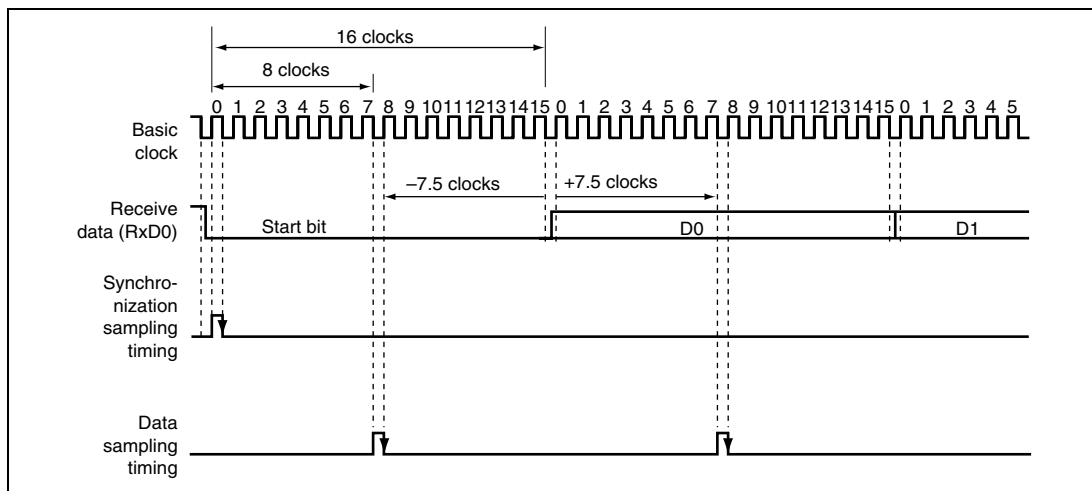 16 clocks
8 clocks
0 1 2 3 4 5 6 7 8 9 10 11 12 13 14 15 0 1 2 3 4 5 6 7 8 9 10 11 12 13 14 15 0 1 2 3 4 5
Basic
clock
–7.5 clocks
+7.5 clocks
Receive
data (RxD0)
Start bit
D0
D1
Synchro-
nization
sampling
timing
Data
sampling
timing